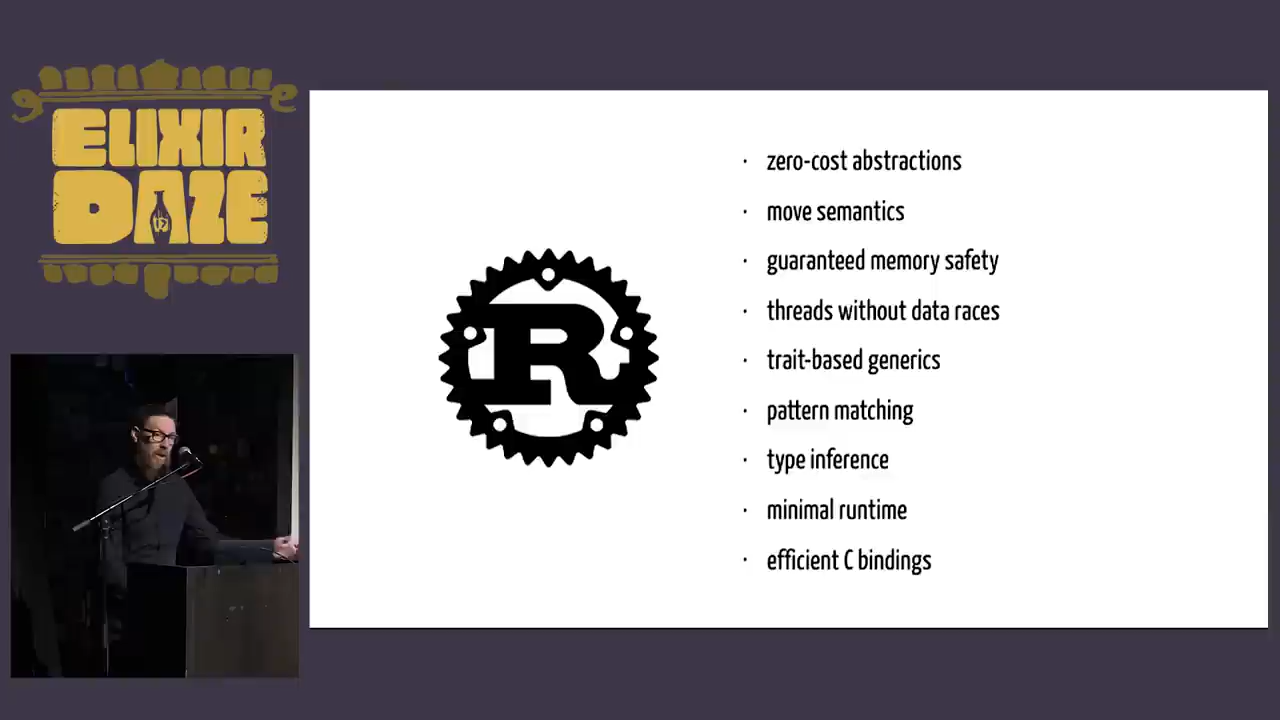 ELIXIR
DAZE
R
· zero-cost abstractions
· move semantics
· guaranteed memory safety
· threads without data races
· trait-based generics
· pattern matching
· type inference
· minimal runtime
· efficient C bindings